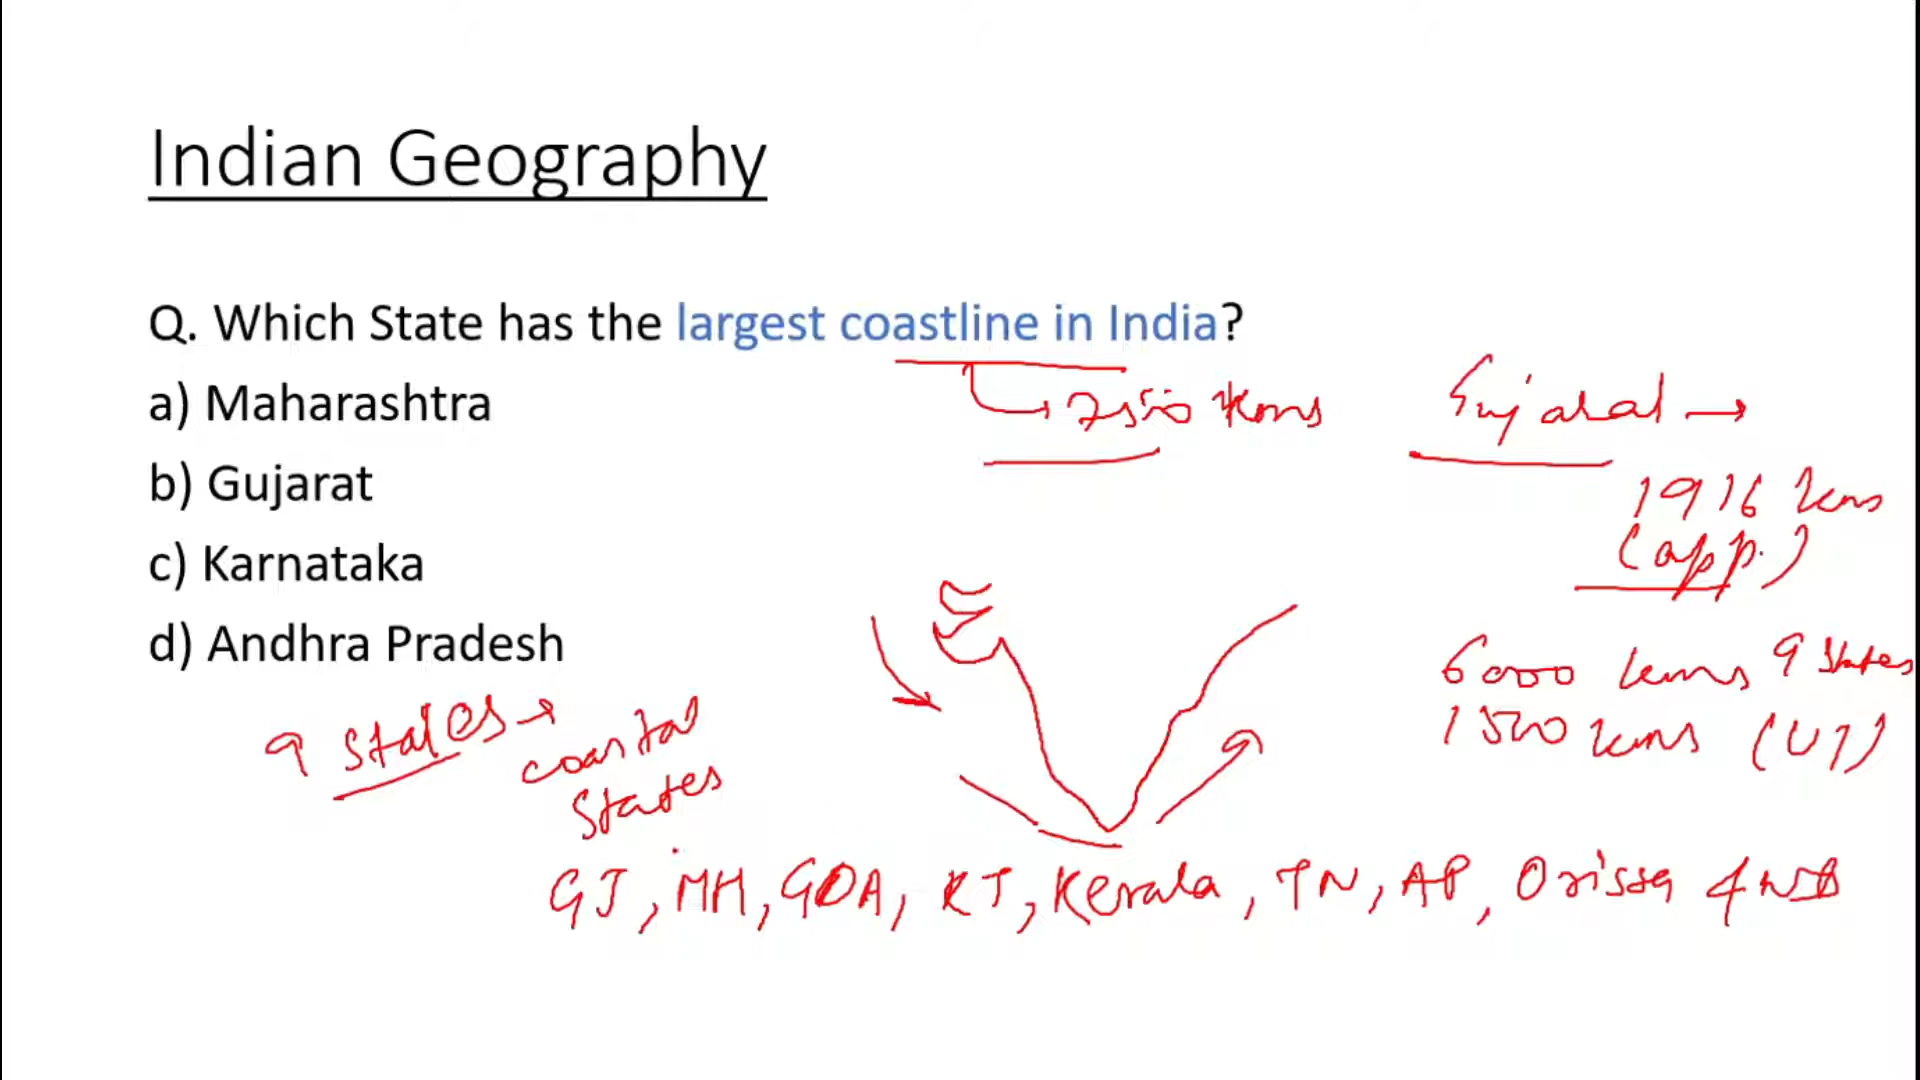 Indian Geography
Q. Which State has the largest coastline in India?
a) Maharashtra
b) Gujarat
c) Karnataka
d) Andhra Pradesh
7550 kms
Gujarat →
1916 kms
(app.)
6000 kms 9 states
1500 kms (UT)
9 states →
coastal
states
GJ, MH, GOA, KT, Kerala, TN, AP, Orissa & WB